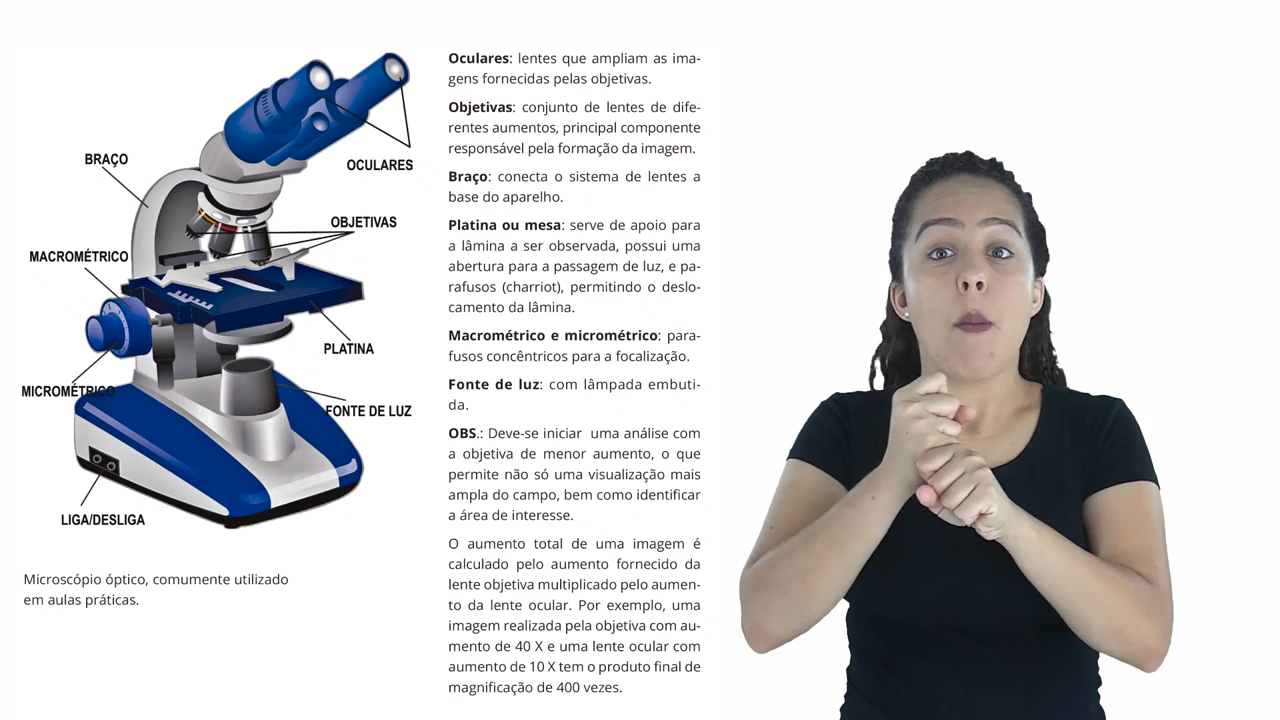 BRAÇO
OCULARES
OBJETIVAS
MACROMÉTRICO
PLATINA
MICROMÉTRICO
FONTE DE LUZ
LIGA/DESLIGA
Microscópio óptico, comumente utilizado
em aulas práticas.
Oculares: lentes que ampliam as ima-
gens fornecidas pelas objetivas.
Objetivas: conjunto de lentes de dife-
rentes aumentos, principal componente
responsável pela formação da imagem.
Braço: conecta o sistema de lentes a
base do aparelho.
Platina ou mesa: serve de apoio para
a lâmina a ser observada, possui uma
abertura para a passagem de luz, e pa-
rafusos (charriot), permitindo o deslo-
camento da lâmina.
Macrométrico e micrométrico: para-
fusos concêntricos para a focalização.
Fonte de luz: com lâmpada embuti-
da.
OBS.: Deve-se iniciar uma análise com
a objetiva de menor aumento, o que
permite não só uma visualização mais
ampla do campo, bem como identificar
a área de interesse.
O aumento total de uma imagem é
calculado pelo aumento fornecido da
lente objetiva multiplicado pelo aumen-
to da lente ocular. Por exemplo, uma
imagem realizada pela objetiva com au-
mento de 40 X e uma lente ocular com
aumento de 10 X tem o produto final de
magnificação de 400 vezes.